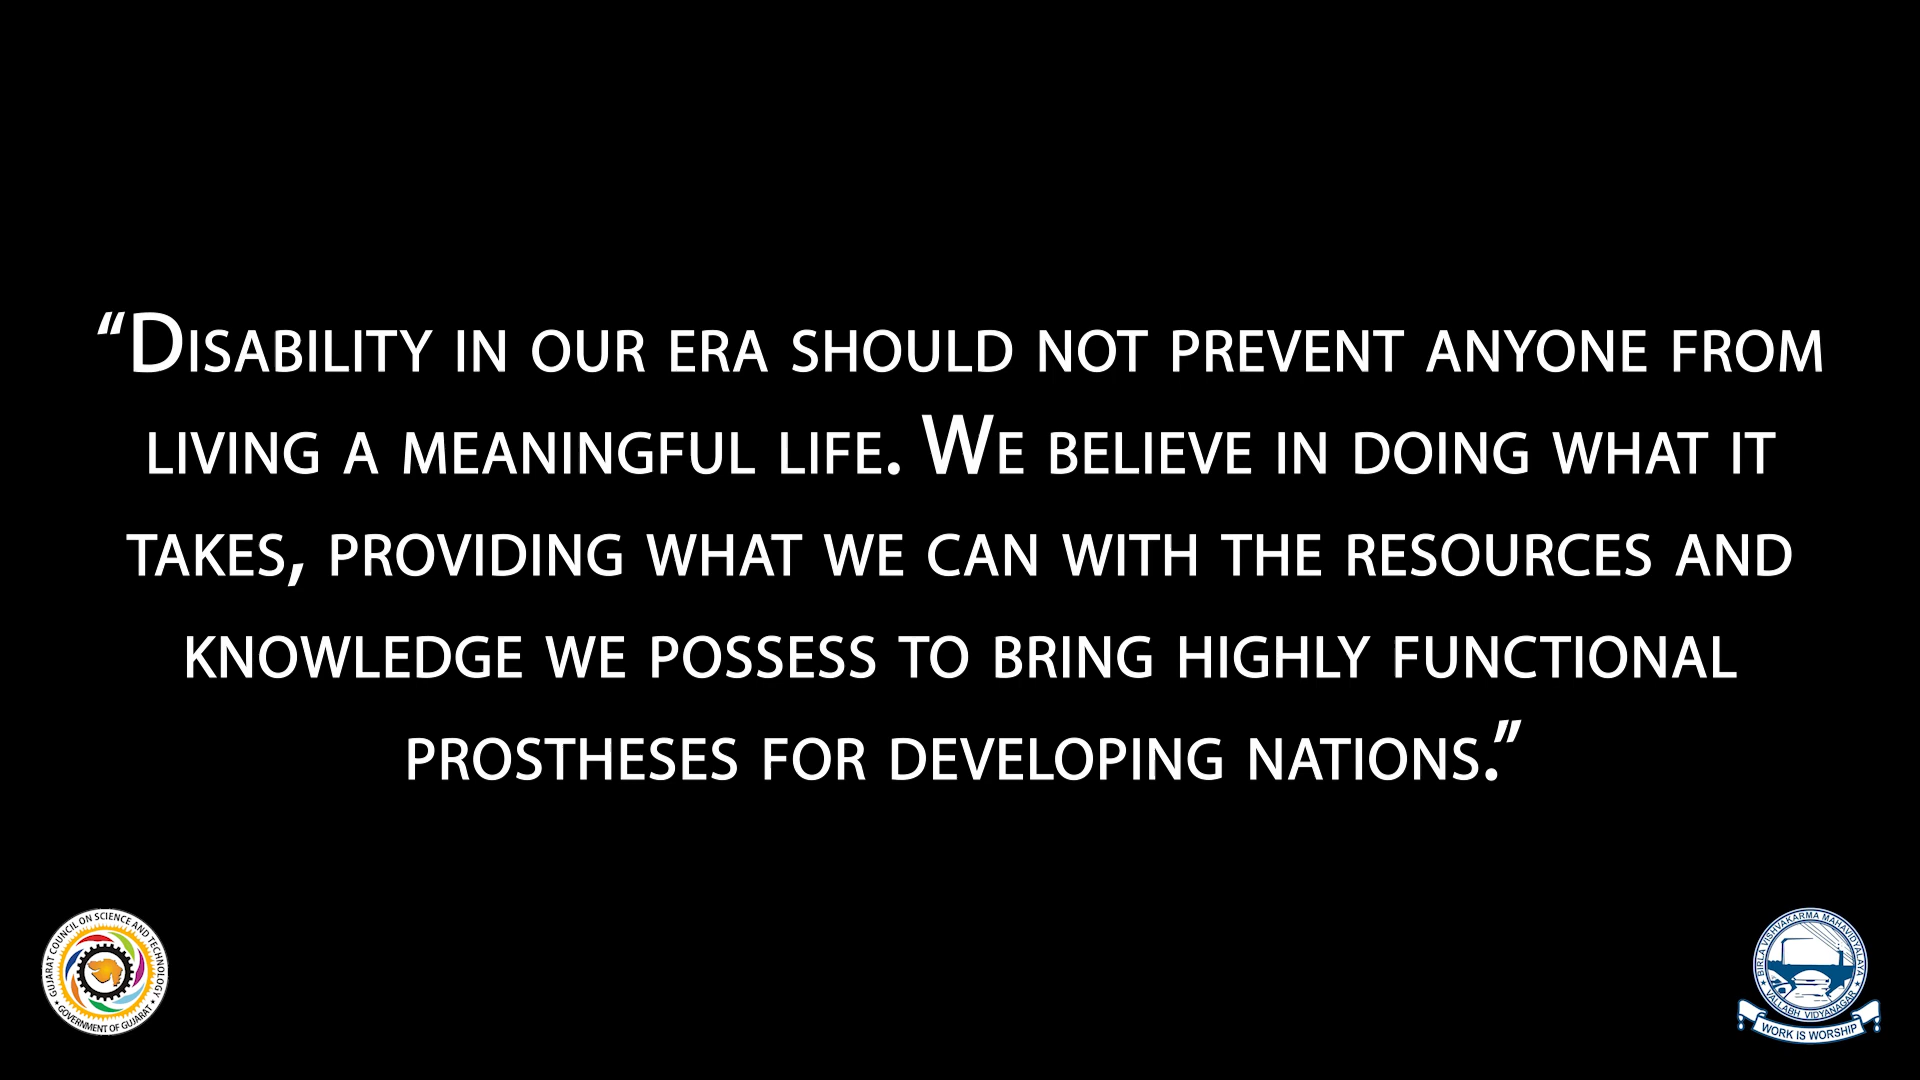 “Disability in our era should not prevent anyone from
living a meaningful life. We believe in doing what it
takes, providing what we can with the resources and
knowledge we possess to bring highly functional
prostheses for developing nations.”
GUJARAT COUNCIL ON SCIENCE AND TECHNOLOGY
GOVERNMENT OF GUJARAT
BIRLA VISHVAKARMA MAHAVIDYALAYA
VALLABH VIDYANAGAR
WORK IS WORSHIP